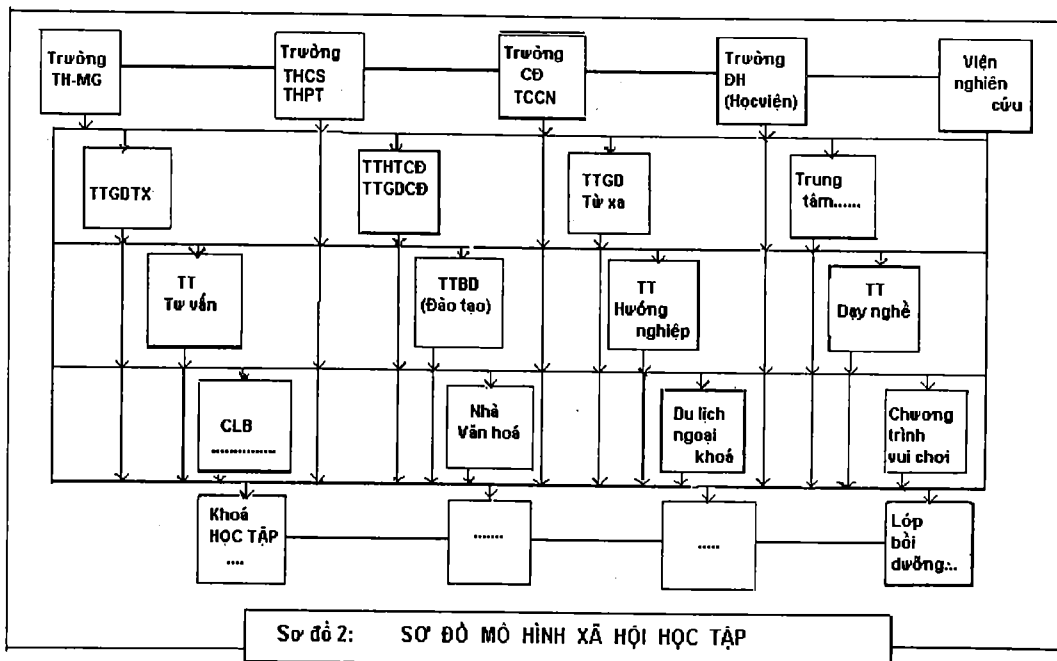 Trường
TH-MG
Trường
THCS
THPT
Trường
CĐ
TCCN
Trường
ĐH
(Họcviện)
Viện
nghiên
cứu
TTGDTX
TTHTCĐ
TTGDCĐ
TTGD
Từ xa
Trung
tâm......
TT
Tư vấn
TTBD
(Đào tạo)
TT
Hướng
nghiệp
TT
Dạy nghề
CLB
...............
Nhà
Văn hoá
Du lịch
ngoại
khoá
Chương
trình
vui chơi
Khoá
HỌC TẬP
....
.......
.....
Lớp
bồi
dưỡng...
Sơ đồ 2: SƠ ĐỒ MÔ HÌNH XÃ HỘI HỌC TẬP